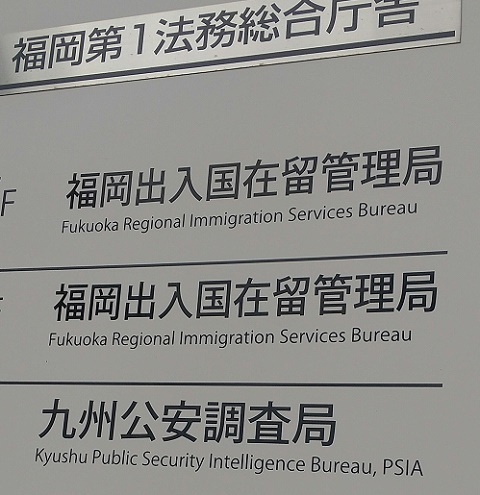 福岡第1法務総合庁舎
F
福岡出入国在留管理局
Fukuoka Regional Immigration Services Bureau
福岡出入国在留管理局
Fukuoka Regional Immigration Services Bureau
九州公安調査局
Kyushu Public Security Intelligence Bureau, PSIA